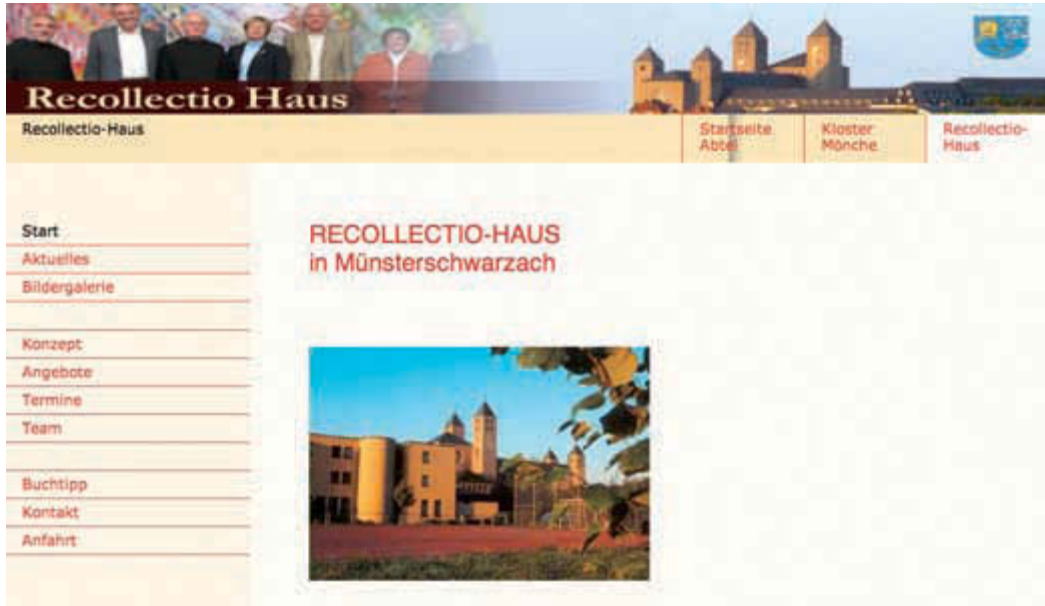 Recollectio Haus
Recollectio-Haus
Startseite
Abtei
Kloster
Mönche
Recollectio-
Haus
Start
Aktuelles
Bildergalerie
Konzept
Angebote
Termine
Team
Buchtipp
Kontakt
Anfahrt
RECOLLECTIO-HAUS
in Münsterschwarzach